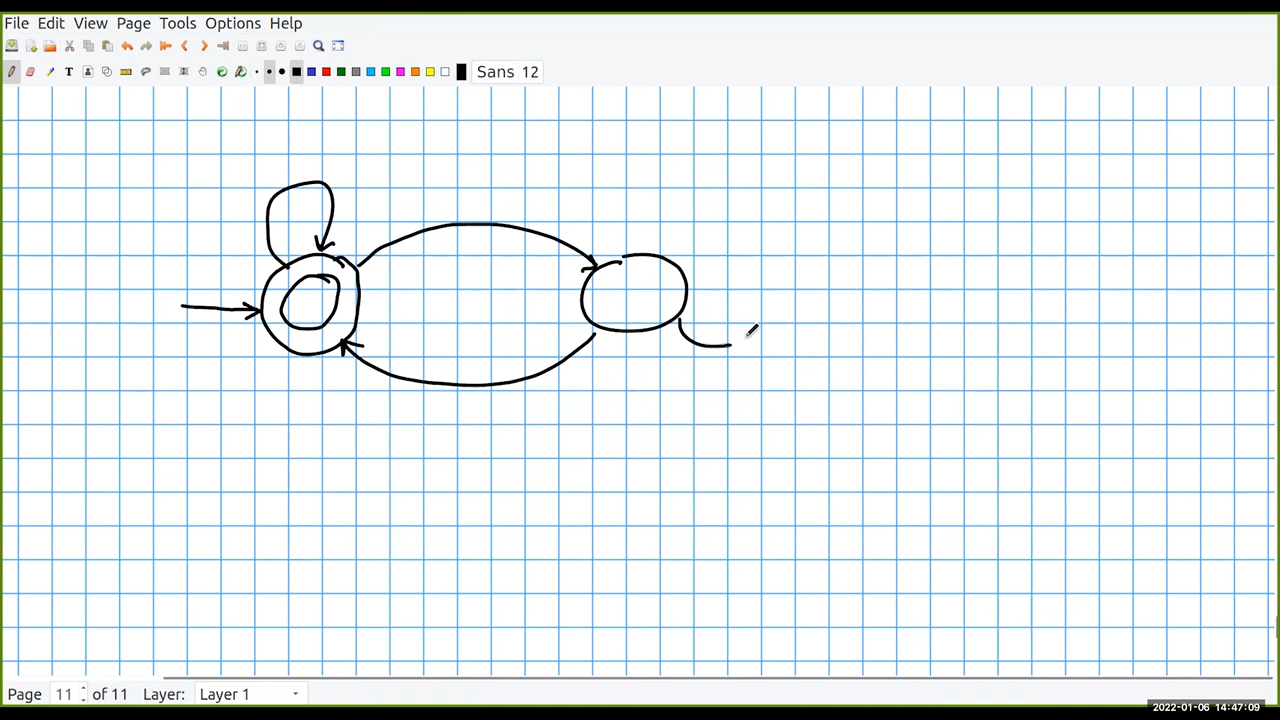 File Edit View Page Tools Options Help
T
Sans 12
Page 11 of 11 Layer: Layer 1
2022-01-06 14:47:09